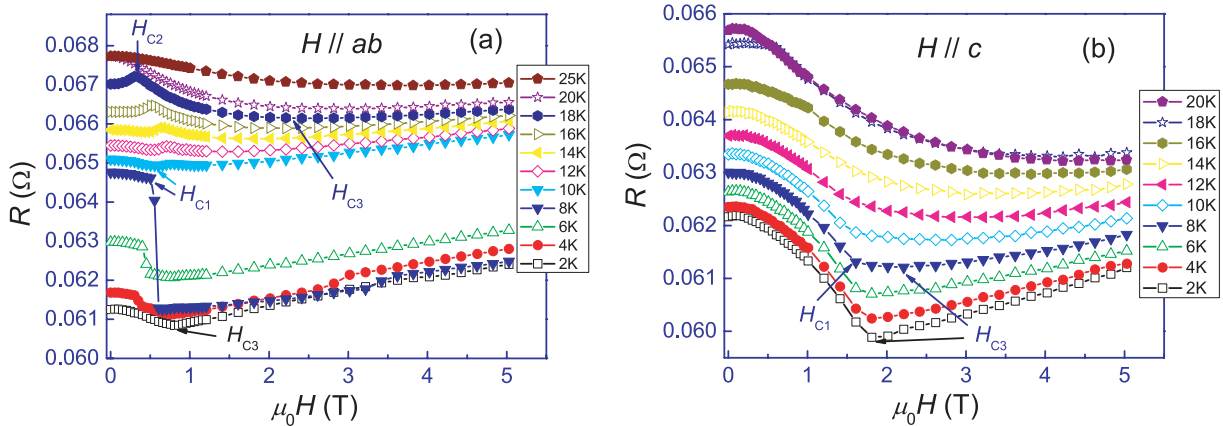 H // ab
(a)
H_C2
H_C1
H_C3
H_C3
0.068
0.067
0.066
0.065
0.064
0.063
0.062
0.061
0.060
R (Ω)
0
1
2
3
4
5
μ₀H (T)
25K
20K
18K
16K
14K
12K
10K
8K
6K
4K
2K
H // c
(b)
H_C1
H_C3
0.066
0.065
0.064
0.063
0.062
0.061
0.060
R (Ω)
0
1
2
3
4
5
μ₀H (T)
20K
18K
16K
14K
12K
10K
8K
6K
4K
2K